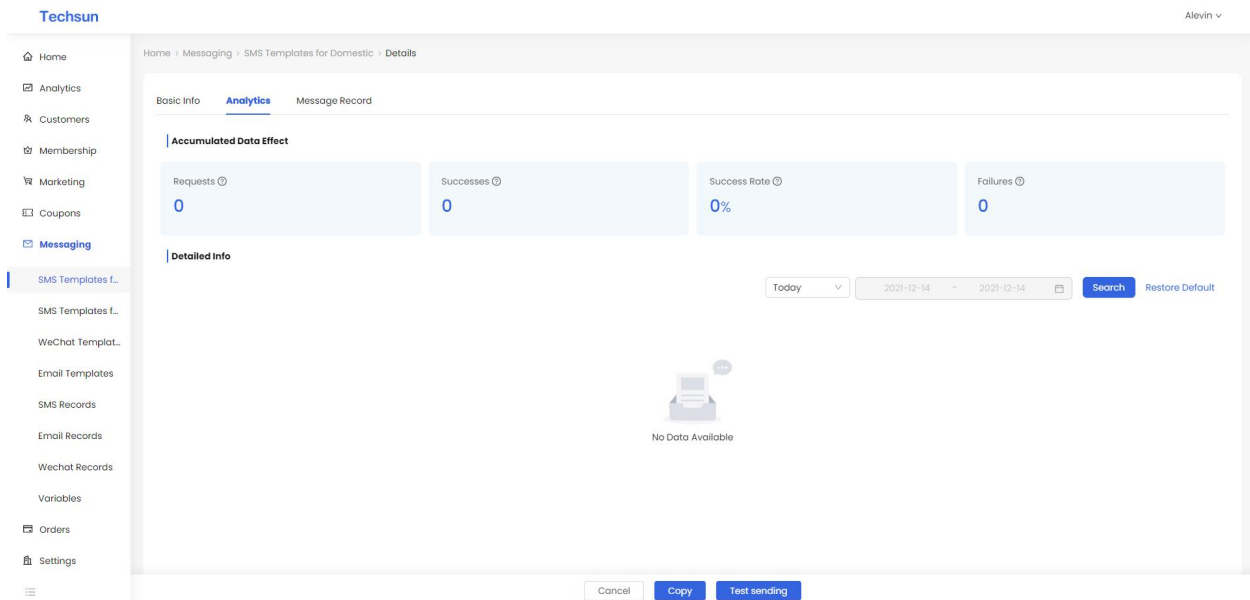 Techsun
Alevin
Home
Analytics
Customers
Membership
Marketing
Coupons
Messaging
SMS Templates f...
SMS Templates f...
WeChat Templat...
Email Templates
SMS Records
Email Records
Wechat Records
Variables
Orders
Settings
Home > Messaging > SMS Templates for Domestic > Details
Basic Info Analytics Message Record
Accumulated Data Effect
Requests Successes Success Rate Failures
0 0 0% 0
Detailed Info
Today 2021-12-14 ~ 2021-12-14 Search Restore Default
No Data Available
Cancel Copy Test sending